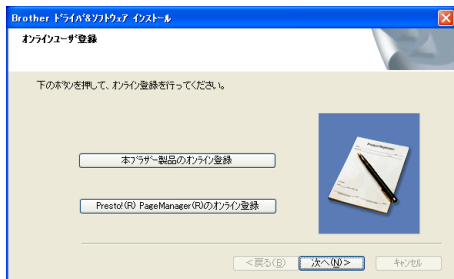 Brother ドライバ&ソフトウェア インストール
オンラインユーザ登録
下のボタンを押して、オンライン登録を行ってください。
本ブラザー製品のオンライン登録
Presto!(R) PageManager(R)のオンライン登録
<戻る(B)
次へ(N)>
キャンセル